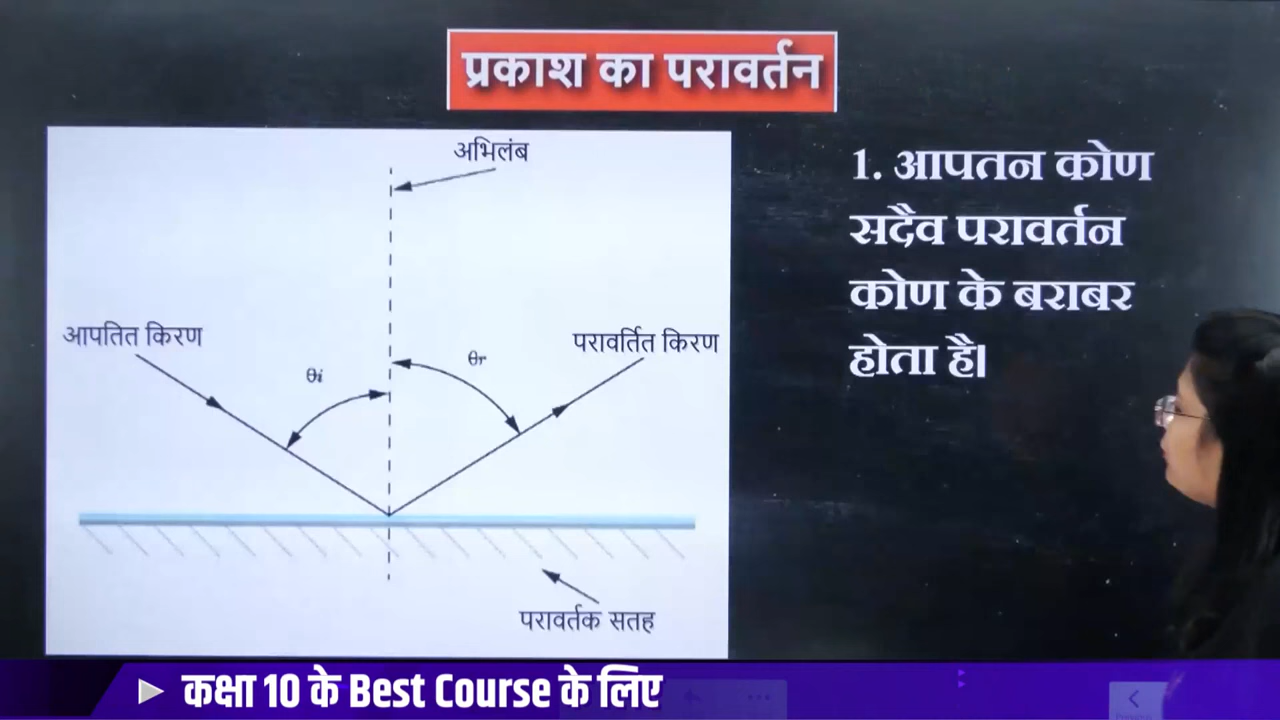 प्रकाश का परावर्तन
अभिलंब
1. आपतन कोण
सदैव परावर्तन
कोण के बराबर
होता है।
आपतित किरण
परावर्तित किरण
θi
θr
परावर्तक सतह
कक्षा 10 के Best Course के लिए